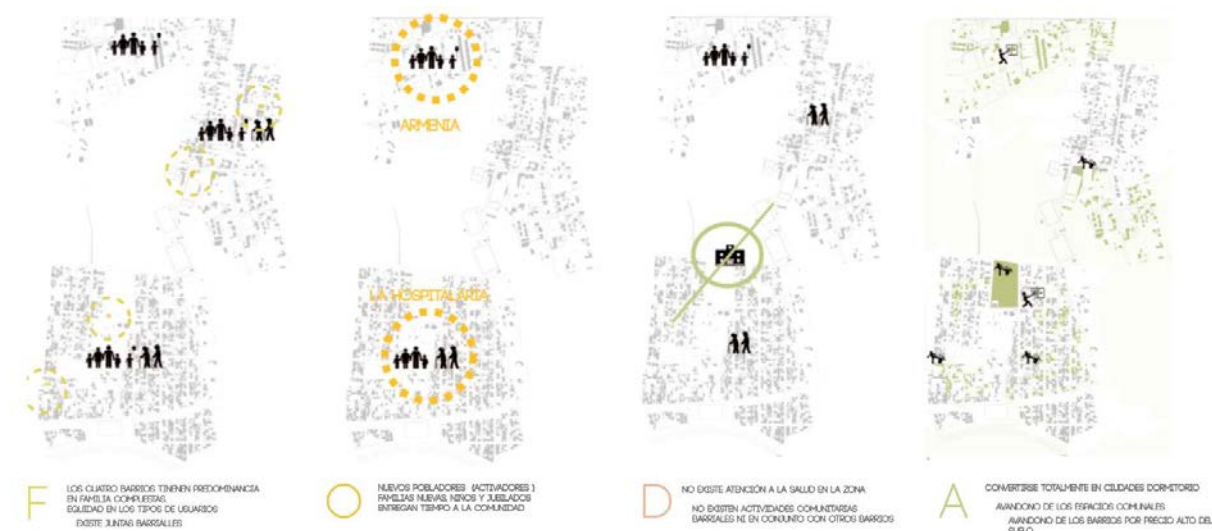 ARMENIA
LA HOSPITALARIA
F
LOS CUATRO BARRIOS TINENEN PREDOMINANCIA
EN FAMILIA COMPUESTAS.
EQUIDAD EN LOS TIPOS DE USUARIOS
EXISTE JUNTAS BARRIALLES
O
NUEVOS POBLADORES (ACTIVADORES )
FAMILIAS NUEVAS, NIÑOS Y JUBILADOS
ENTREGAN TIEMPO A LA COMUNIDAD
D
NO EXISTE ATENCIÓN A LA SALUD EN LA ZONA
NO EXISTEN ACTIVIDADES COMUNITARIAS
BARRIALES NI EN CONJUNTO CON OTROS BARRIOS
A
CONVERTIRSE TOTALMENTE EN CIUDADES DORMITORIO
AVANDONO DE LOS ESPACIOS COMUNALES
AVANDONO DE LOS BARRIOS POR PRECIO ALTO DEL
SUELO